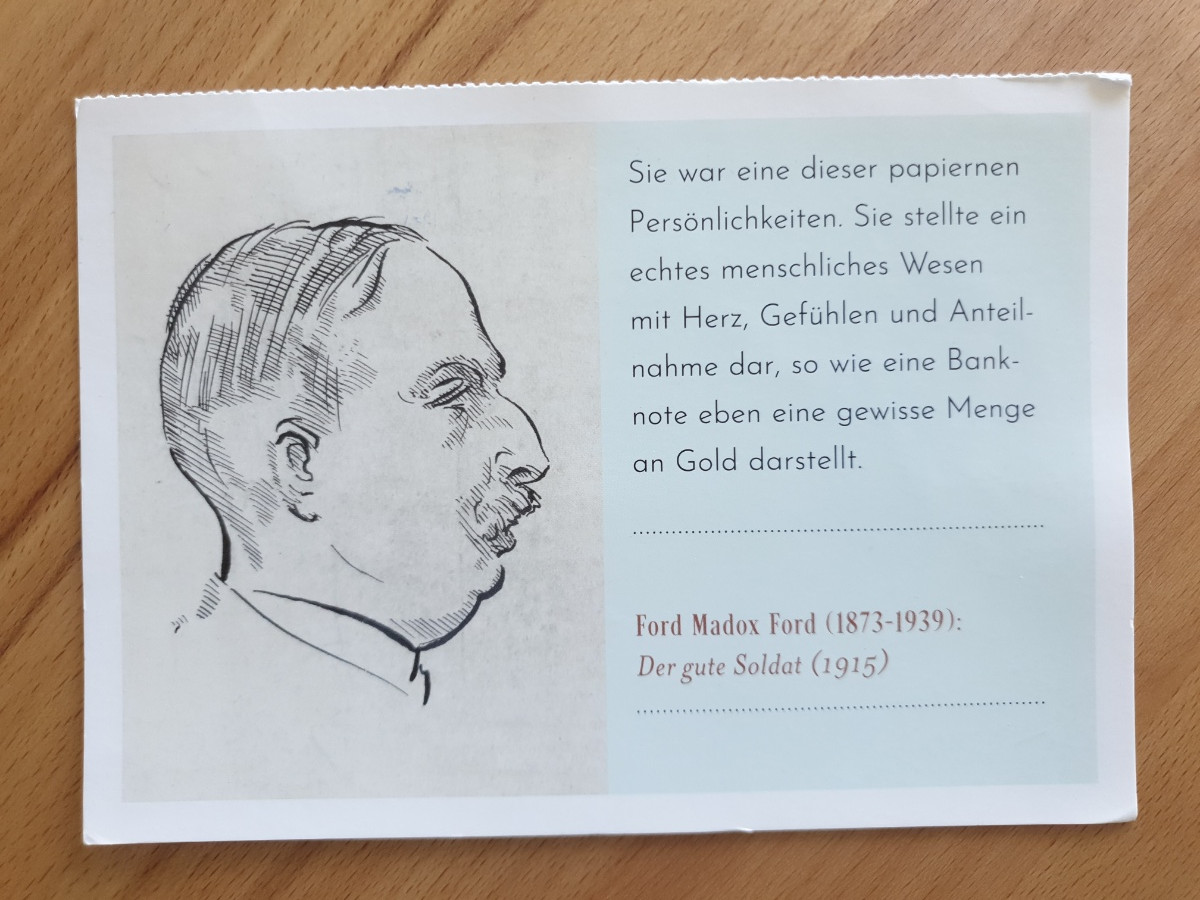 Sie war eine dieser papiernen
Persönlichkeiten. Sie stellte ein
echtes menschliches Wesen
mit Herz, Gefühlen und Anteil-
nahme dar, so wie eine Bank-
note eben eine gewisse Menge
an Gold darstellt.
Ford Madox Ford (1873-1939):
Der gute Soldat (1915)